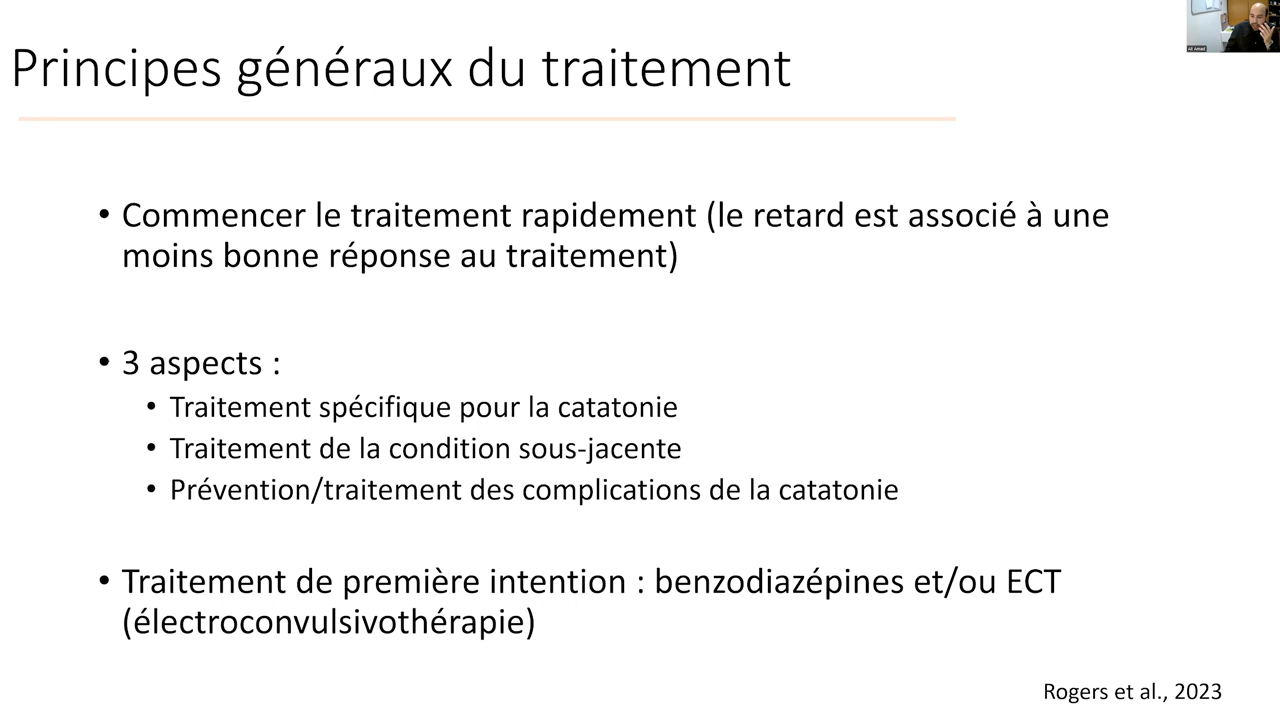 Principes généraux du traitement
• Commencer le traitement rapidement (le retard est associé à une
moins bonne réponse au traitement)
• 3 aspects :
• Traitement spécifique pour la catatonie
• Traitement de la condition sous-jacente
• Prévention/traitement des complications de la catatonie
• Traitement de première intention : benzodiazépines et/ou ECT
(électroconvulsivothérapie)
Rogers et al., 2023